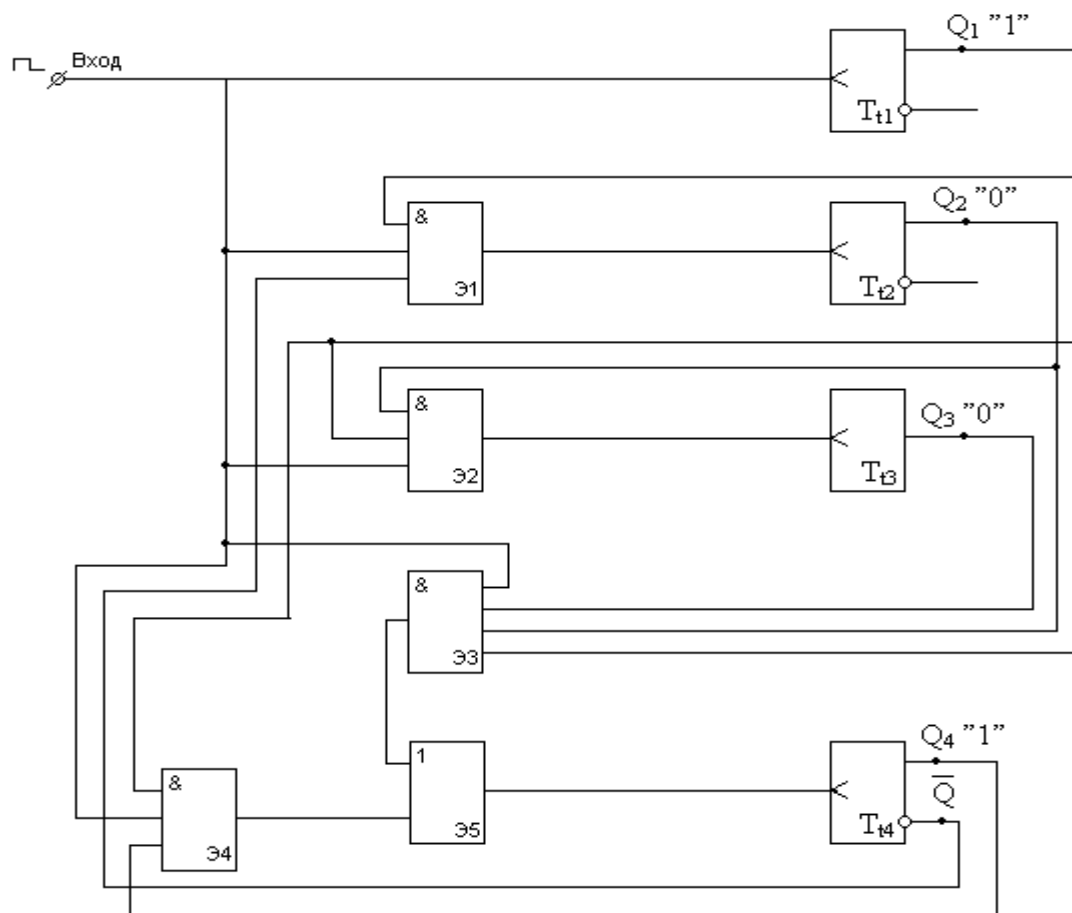 Вход
Q1 "1"
Tt1
&
Э1
Q2 "0"
Tt2
&
Э2
Q3 "0"
Tt3
&
Э3
1
Э5
Q4 "1"
Q̅
Tt4
&
Э4